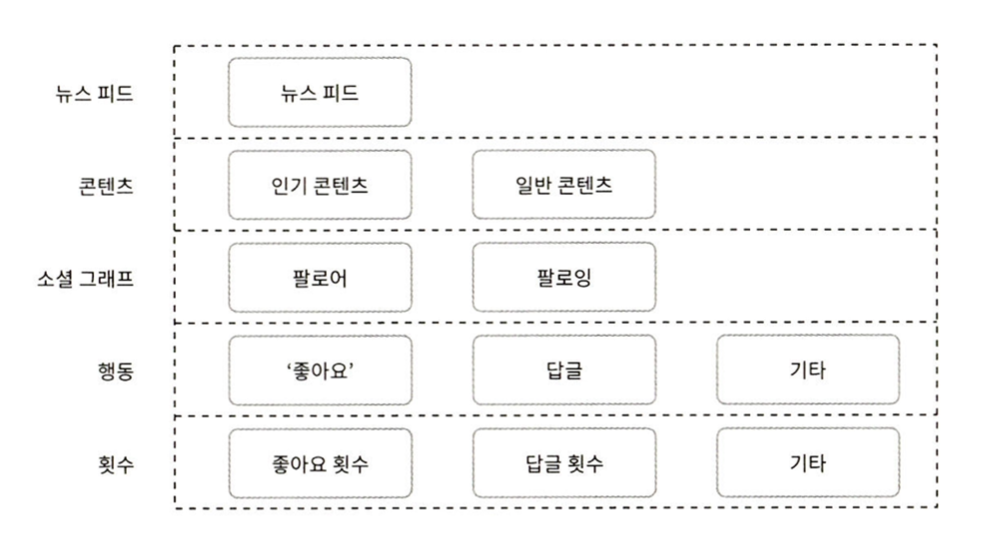 뉴스 피드 뉴스 피드
콘텐츠 인기 콘텐츠 일반 콘텐츠
소셜 그래프 팔로어 팔로잉
행동 ‘좋아요’ 답글 기타
횟수 좋아요 횟수 답글 횟수 기타